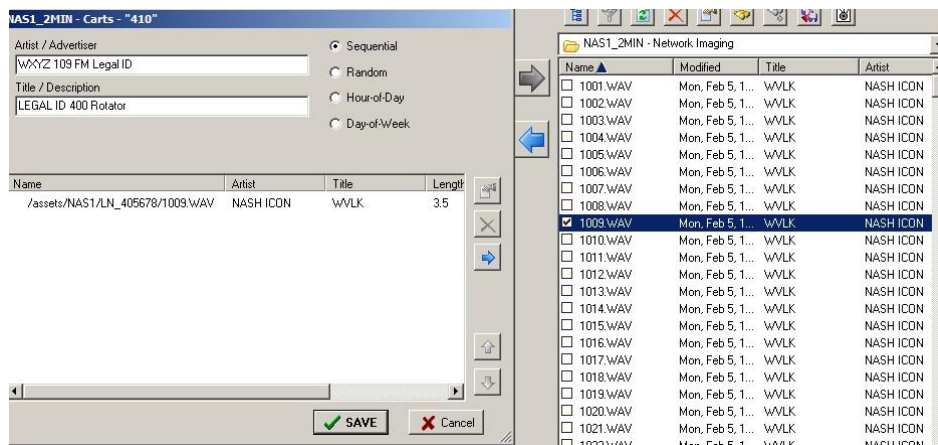 NAS1_2MIN - Carts - "410"
Artist / Advertiser
WXYZ 109 FM Legal ID
Title / Description
LEGAL ID 400 Rotator
Sequential
Random
Hour-of-Day
Day-of-Week
Name Artist Title Length
/assets/NAS1/LN_405678/1009.WAV NASH ICON WVLK 3.5
SAVE Cancel
NAS1_2MIN - Network Imaging
Name Modified Title Artist
1001.WAV Mon, Feb 5, 1... WVLK NASH ICON
1002.WAV Mon, Feb 5, 1... WVLK NASH ICON
1003.WAV Mon, Feb 5, 1... WVLK NASH ICON
1004.WAV Mon, Feb 5, 1... WVLK NASH ICON
1005.WAV Mon, Feb 5, 1... WVLK NASH ICON
1006.WAV Mon, Feb 5, 1... WVLK NASH ICON
1007.WAV Mon, Feb 5, 1... WVLK NASH ICON
1008.WAV Mon, Feb 5, 1... WVLK NASH ICON
1009.WAV Mon, Feb 5, 1... WVLK NASH ICON
1010.WAV Mon, Feb 5, 1... WVLK NASH ICON
1011.WAV Mon, Feb 5, 1... WVLK NASH ICON
1012.WAV Mon, Feb 5, 1... WVLK NASH ICON
1013.WAV Mon, Feb 5, 1... WVLK NASH ICON
1014.WAV Mon, Feb 5, 1... WVLK NASH ICON
1015.WAV Mon, Feb 5, 1... WVLK NASH ICON
1016.WAV Mon, Feb 5, 1... WVLK NASH ICON
1017.WAV Mon, Feb 5, 1... WVLK NASH ICON
1018.WAV Mon, Feb 5, 1... WVLK NASH ICON
1019.WAV Mon, Feb 5, 1... WVLK NASH ICON
1020.WAV Mon, Feb 5, 1... WVLK NASH ICON
1021.WAV Mon, Feb 5, 1... WVLK NASH ICON